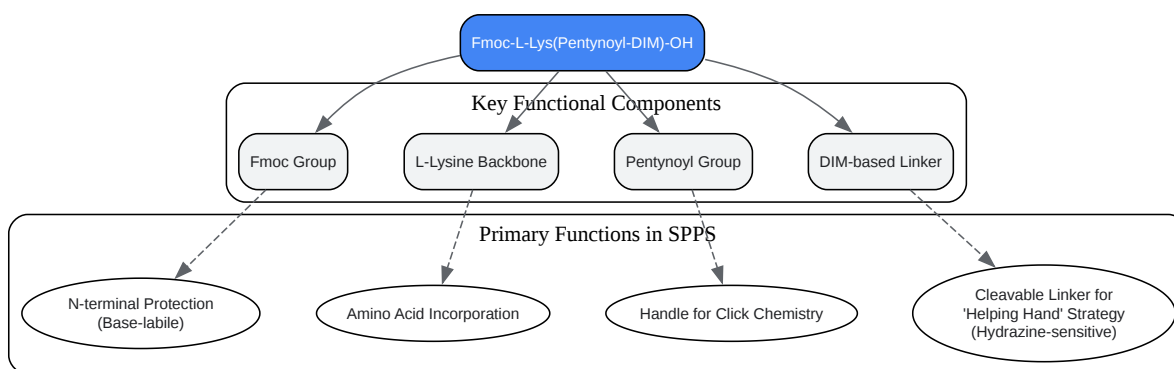 Fmoc-L-Lys(Pentynoyl-DIM)-OH
Key Functional Components
Fmoc Group
L-Lysine Backbone
Pentynoyl Group
DIM-based Linker
Primary Functions in SPPS
N-terminal Protection
(Base-labile)
Amino Acid Incorporation
Handle for Click Chemistry
Cleavable Linker for
'Helping Hand' Strategy
(Hydrazine-sensitive)